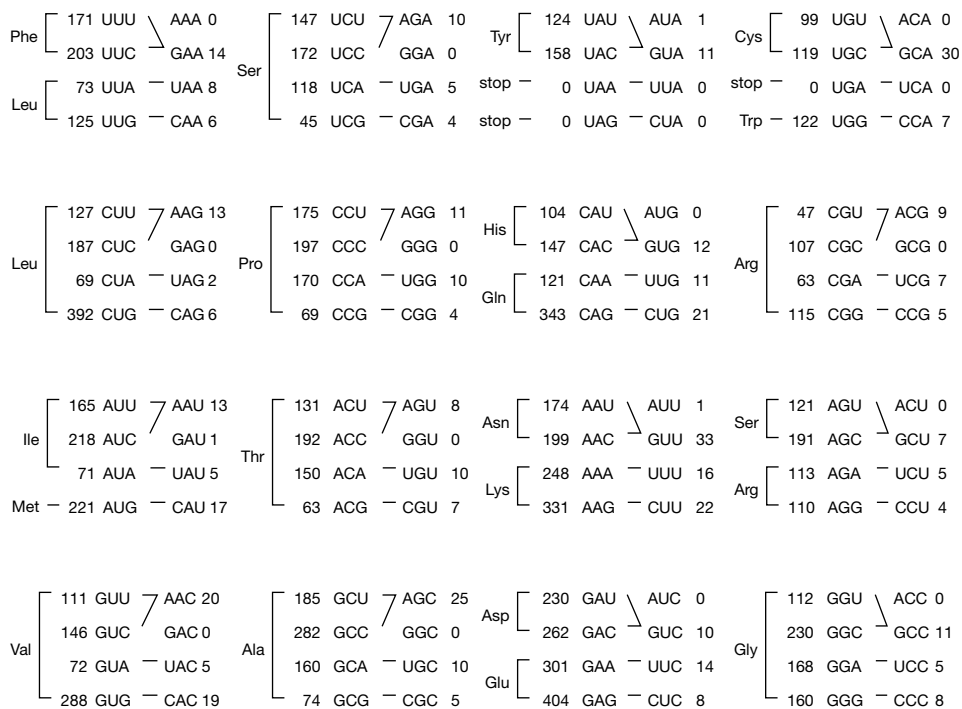 Phe 171 UUU AAA 0 147 UCU AGA 10 Tyr 124 UAU AUA 1 Cys 99 UGU ACA 0
203 UUC GAA 14 Ser 172 UCC GGA 0 158 UAC GUA 11 119 UGC GCA 30
Leu 73 UUA UAA 8 118 UCA UGA 5 stop 0 UAA UUA 0 stop 0 UGA UCA 0
125 UUG CAA 6 45 UCG CGA 4 stop 0 UAG CUA 0 Trp 122 UGG CCA 7
Leu 127 CUU AAG 13 Pro 175 CCU AGG 11 His 104 CAU AUG 0 Arg 47 CGU ACG 9
187 CUC GAG 0 197 CCC GGG 0 147 CAC GUG 12 107 CGC GCG 0
69 CUA UAG 2 170 CCA UGG 10 Gln 121 CAA UUG 11 63 CGA UCG 7
392 CUG CAG 6 69 CCG CGG 4 343 CAG CUG 21 115 CGG CCG 5
Ile 165 AUU AAU 13 Thr 131 ACU AGU 8 Asn 174 AAU AUU 1 Ser 121 AGU ACU 0
218 AUC GAU 1 192 ACC GGU 0 199 AAC GUU 33 191 AGC GCU 7
71 AUA UAU 5 150 ACA UGU 10 Lys 248 AAA UUU 16 Arg 113 AGA UCU 5
Met 221 AUG CAU 17 63 ACG CGU 7 331 AAG CUU 22 110 AGG CCU 4
Val 111 GUU AAC 20 Ala 185 GCU AGC 25 Asp 230 GAU AUC 0 Gly 112 GGU ACC 0
146 GUC GAC 0 282 GCC GGC 0 262 GAC GUC 10 230 GGC GCC 11
72 GUA UAC 5 160 GCA UGC 10 Glu 301 GAA UUC 14 168 GGA UCC 5
288 GUG CAC 19 74 GCG CGC 5 404 GAG CUC 8 160 GGG CCC 8